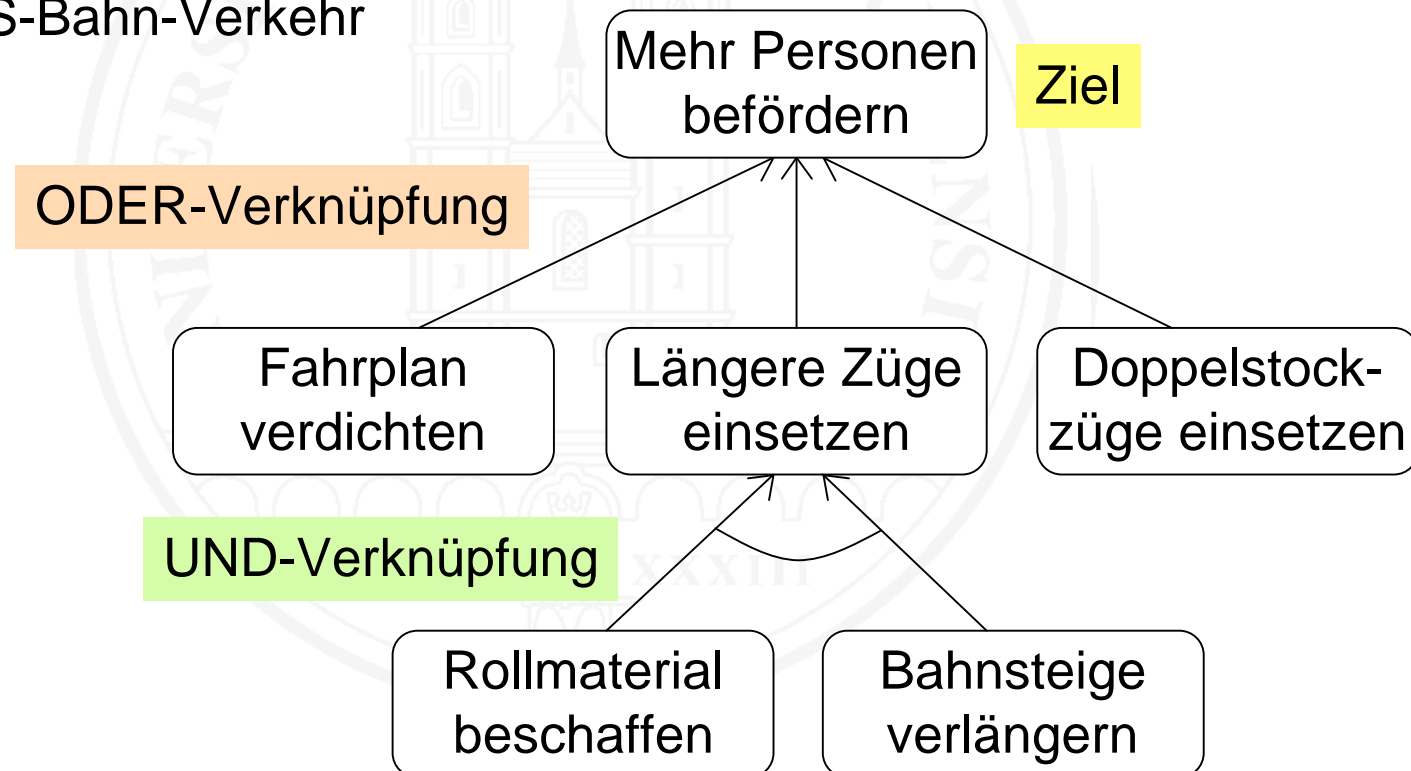 S-Bahn-Verkehr
Mehr Personen
befördern
Ziel
ODER-Verknüpfung
Fahrplan
verdichten
Längere Züge
einsetzen
Doppelstock-
züge einsetzen
UND-Verknüpfung
XXXIII
Rollmaterial
beschaffen
Bahnsteige
verlängern